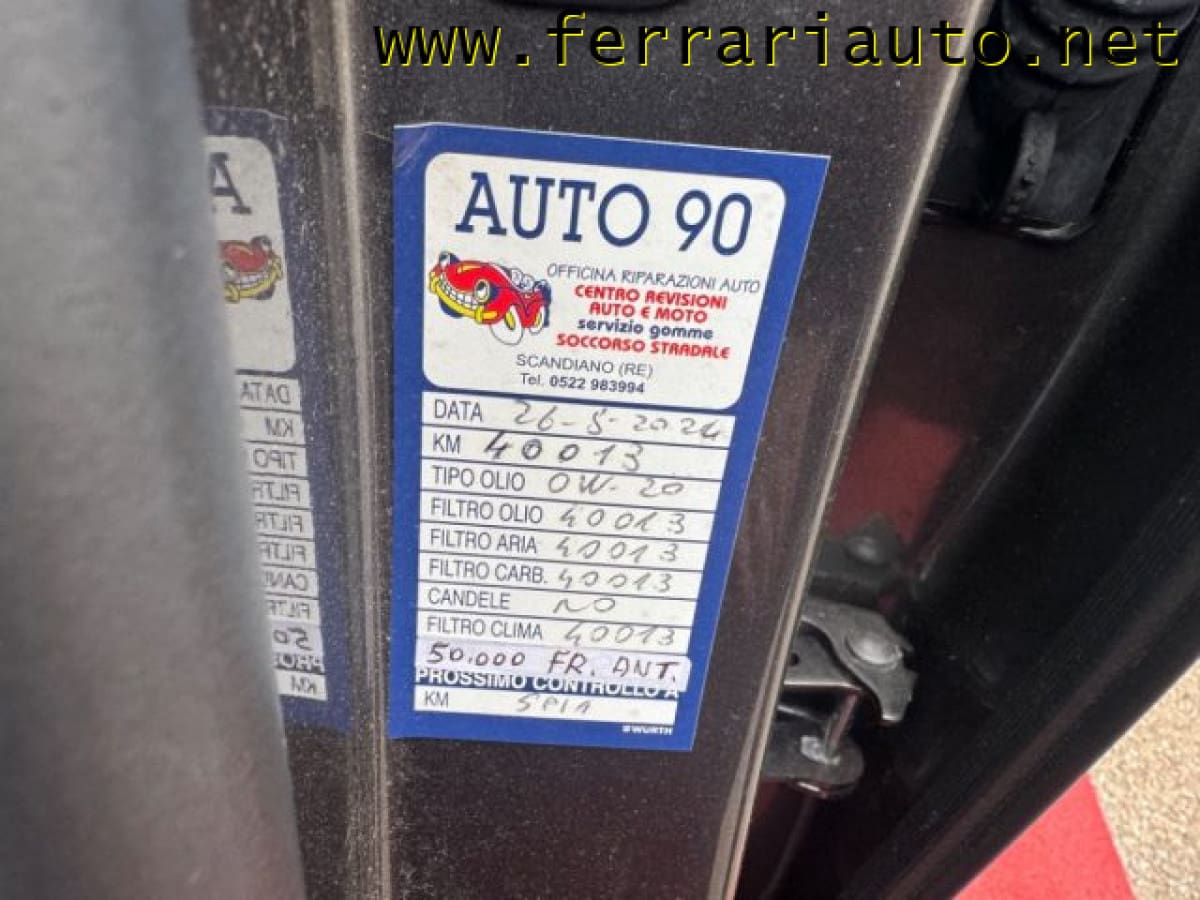 www.ferrariauto.net
AUTO 90
OFFICINA RIPARAZIONI AUTO
CENTRO REVISIONI
AUTO E MOTO
servizio gomme
SOCCORSO STRADALE
SCANDIANO (RE)
Tel. 0522 983994
DATA 26-5-2024
KM 40013
TIPO OLIO 0W-20
FILTRO OLIO 40013
FILTRO ARIA 40013
FILTRO CARB. 40013
CANDELE NO
FILTRO CLIMA 40013
50.000 FR. ANT.
PROSSIMO CONTROLLO A
KM SPIA
WÜRTH